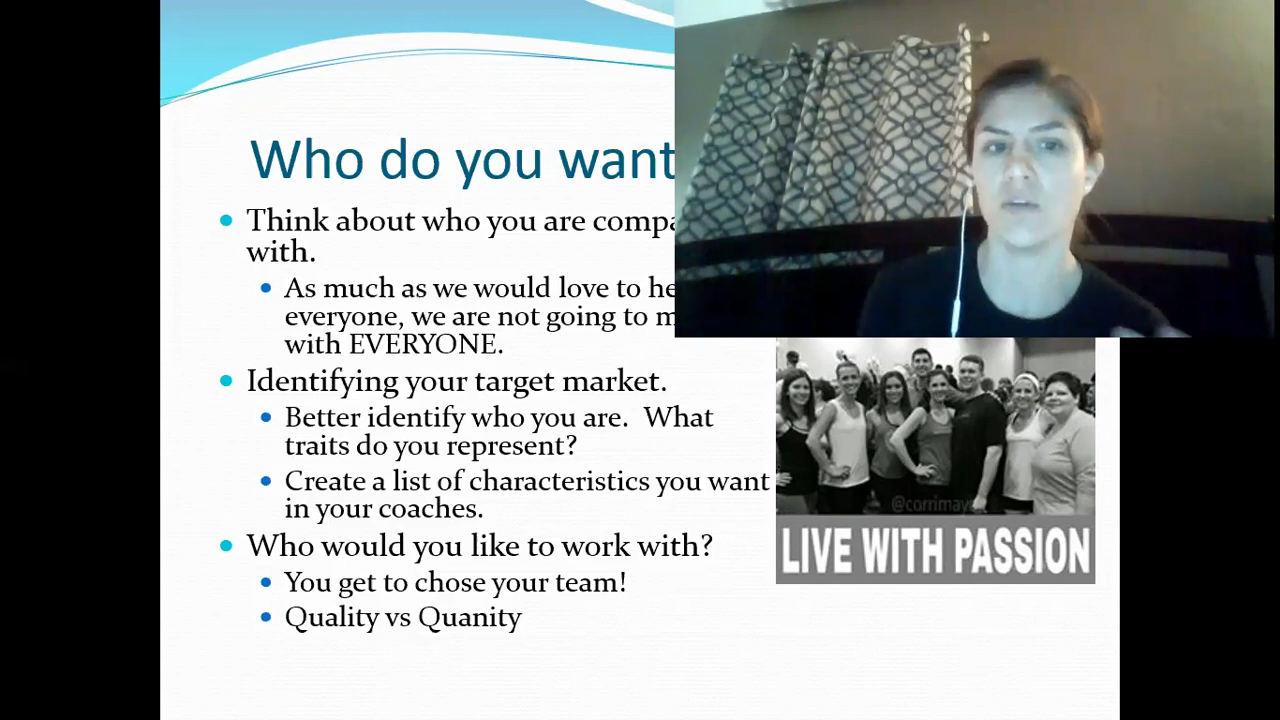 Who do you want
Think about who you are
with.
As much as we would love to
everyone, we are not going to
with EVERYONE.
Identifying your target market.
Better identify who you are. What
traits do you represent?
Create a list of characteristics you want
in your coaches.
Who would you like to work with?
You get to chose your team!
Quality vs Quanity
LIVE WITH PASSION